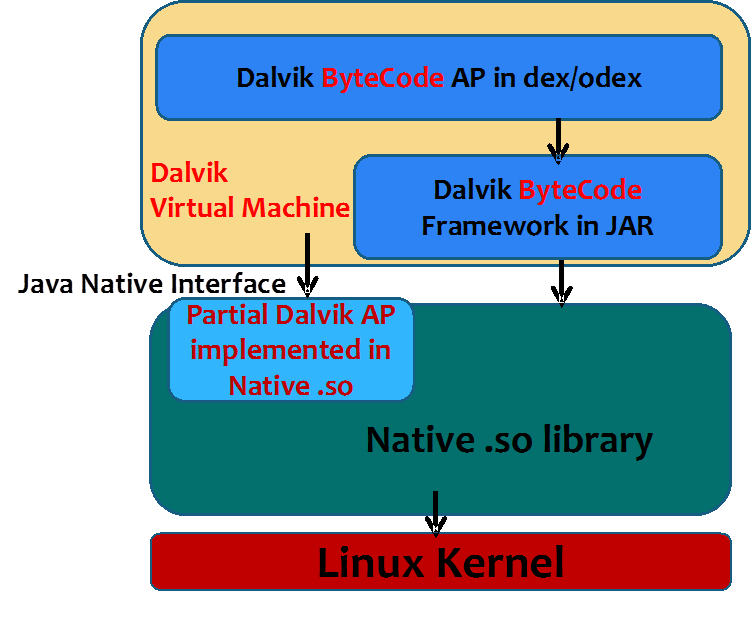 Dalvik ByteCode AP in dex/odex
Dalvik
Virtual Machine
Dalvik ByteCode
Framework in JAR
Java Native Interface
Partial Dalvik AP
implemented in
Native .so
Native .so library
Linux Kernel